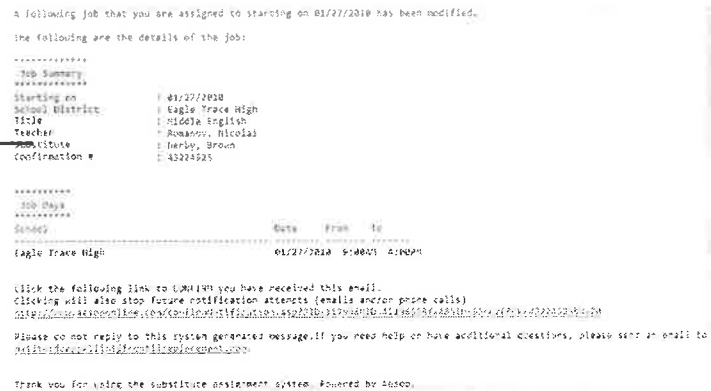 A following job that you are assigned to starting on 01/27/2010 has been modified.
The following are the details of the job:
************
Job Summary
************
Starting on : 01/27/2010
School District : Eagle Trace High
Title : Middle English
Teacher : Romanov, Nicolai
Substitute : Derby, Brown
Confirmation # : 43224925
**********
Job Days
**********
School Date From To
Eagle Trace High 01/27/2010 9:00AM 4:00PM
Click the following link to CONFIRM you have received this email.
Clicking will also stop future notification attempts (emails and/or phone calls)
Please do not reply to this system generated message. If you need help or have additional questions, please send an email to
Thank you for using the substitute assignment system. Powered by Aesop.